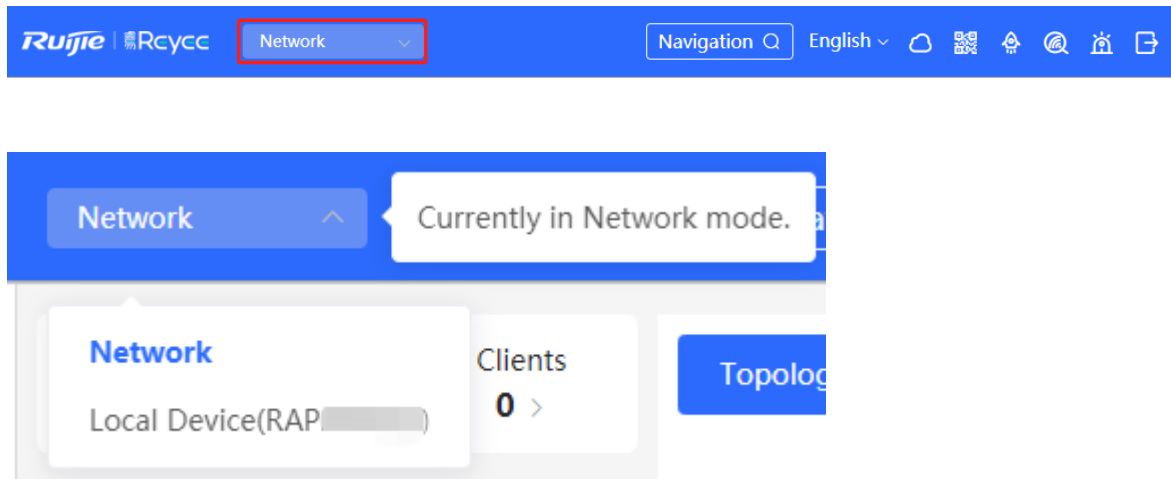 Ruijie | Rcycc Network Navigation English
Network Currently in Network mode.
Network
Local Device(RAP )
Clients
0
Topolog